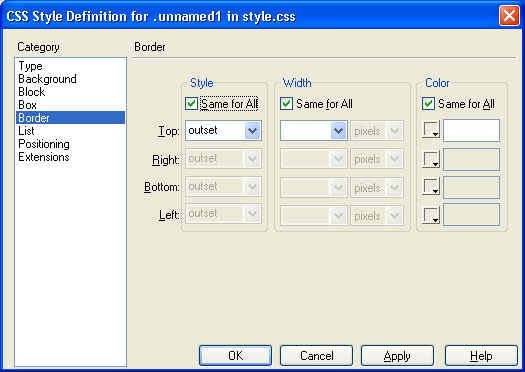 CSS Style Definition for .unnamed1 in style.css
Category
Border
Type
Background
Block
Box
Border
List
Positioning
Extensions
Style Width Color
Same for All Same for All Same for All
Top: outset pixels
Right: outset pixels
Bottom: outset pixels
Left: outset pixels
OK Cancel Apply Help